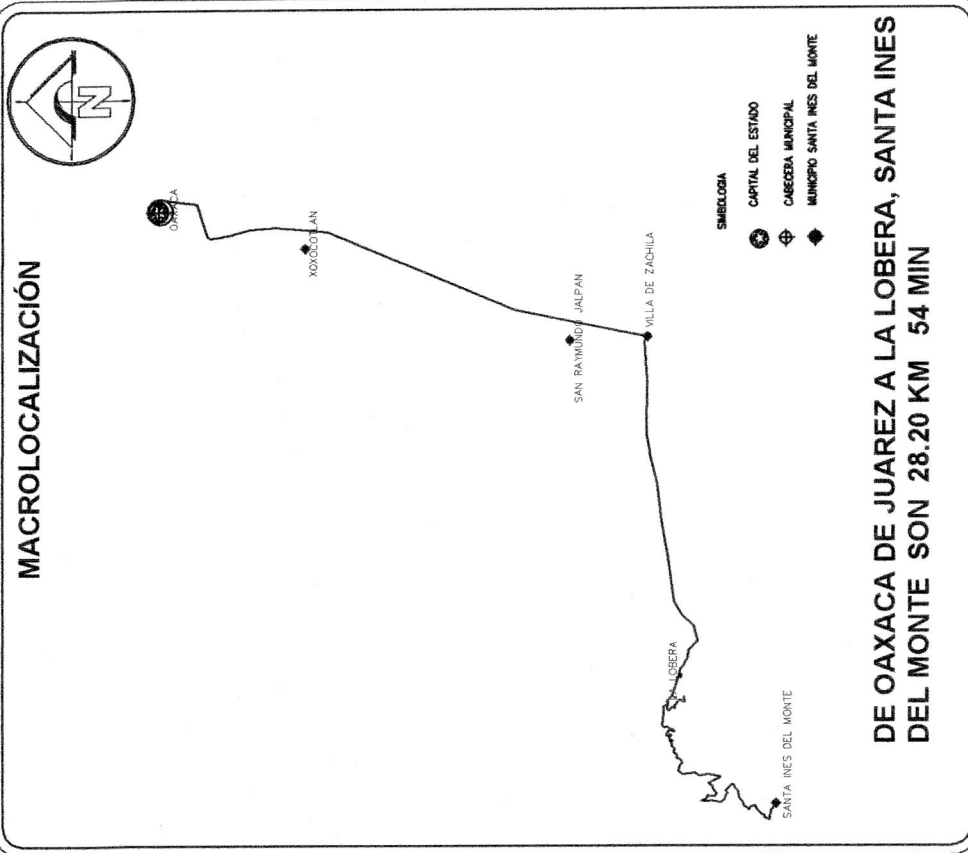 MACROLOCALIZACIÓN
N
OAXACA
XOXOCOTLAN
SAN RAYMUNDO JALPAN
VILLA DE ZACHILA
LA LOBERA
SANTA INES DEL MONTE
SIMBOLOGIA
CAPITAL DEL ESTADO
CABECERA MUNICIPAL
MUNICIPIO SANTA INES DEL MONTE
DE OAXACA DE JUAREZ A LA LOBERA, SANTA INES
DEL MONTE SON 28.20 KM 54 MIN